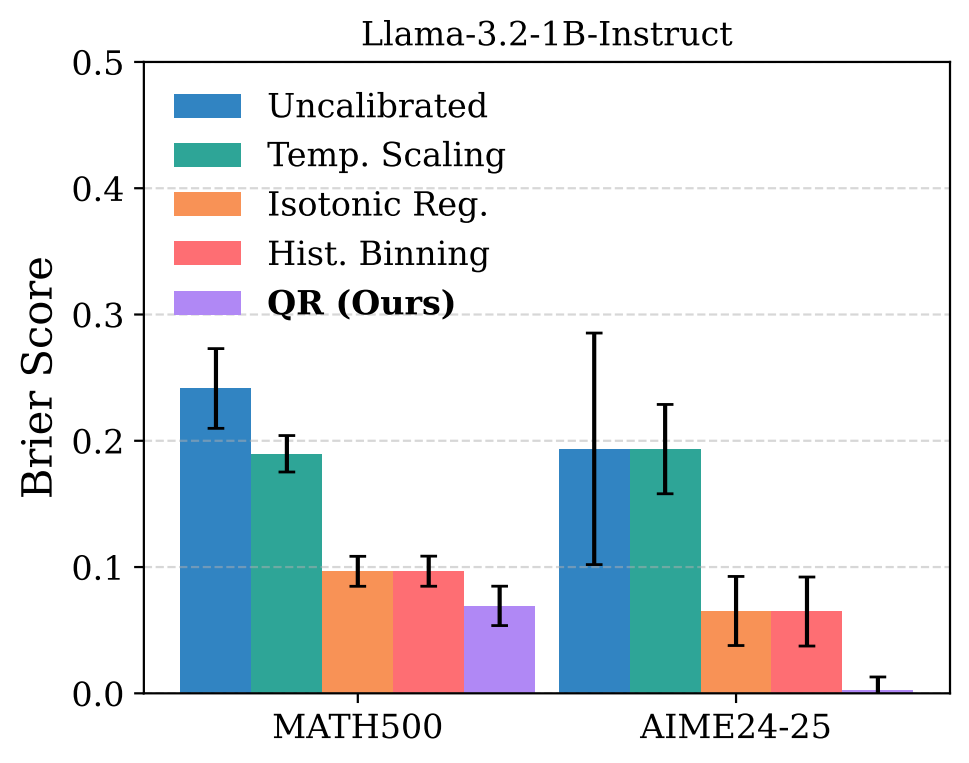 Llama-3.2-1B-Instruct
Brier Score
0.5
0.4
0.3
0.2
0.1
0.0
Uncalibrated
Temp. Scaling
Isotonic Reg.
Hist. Binning
QR (Ours)
MATH500
AIME24-25